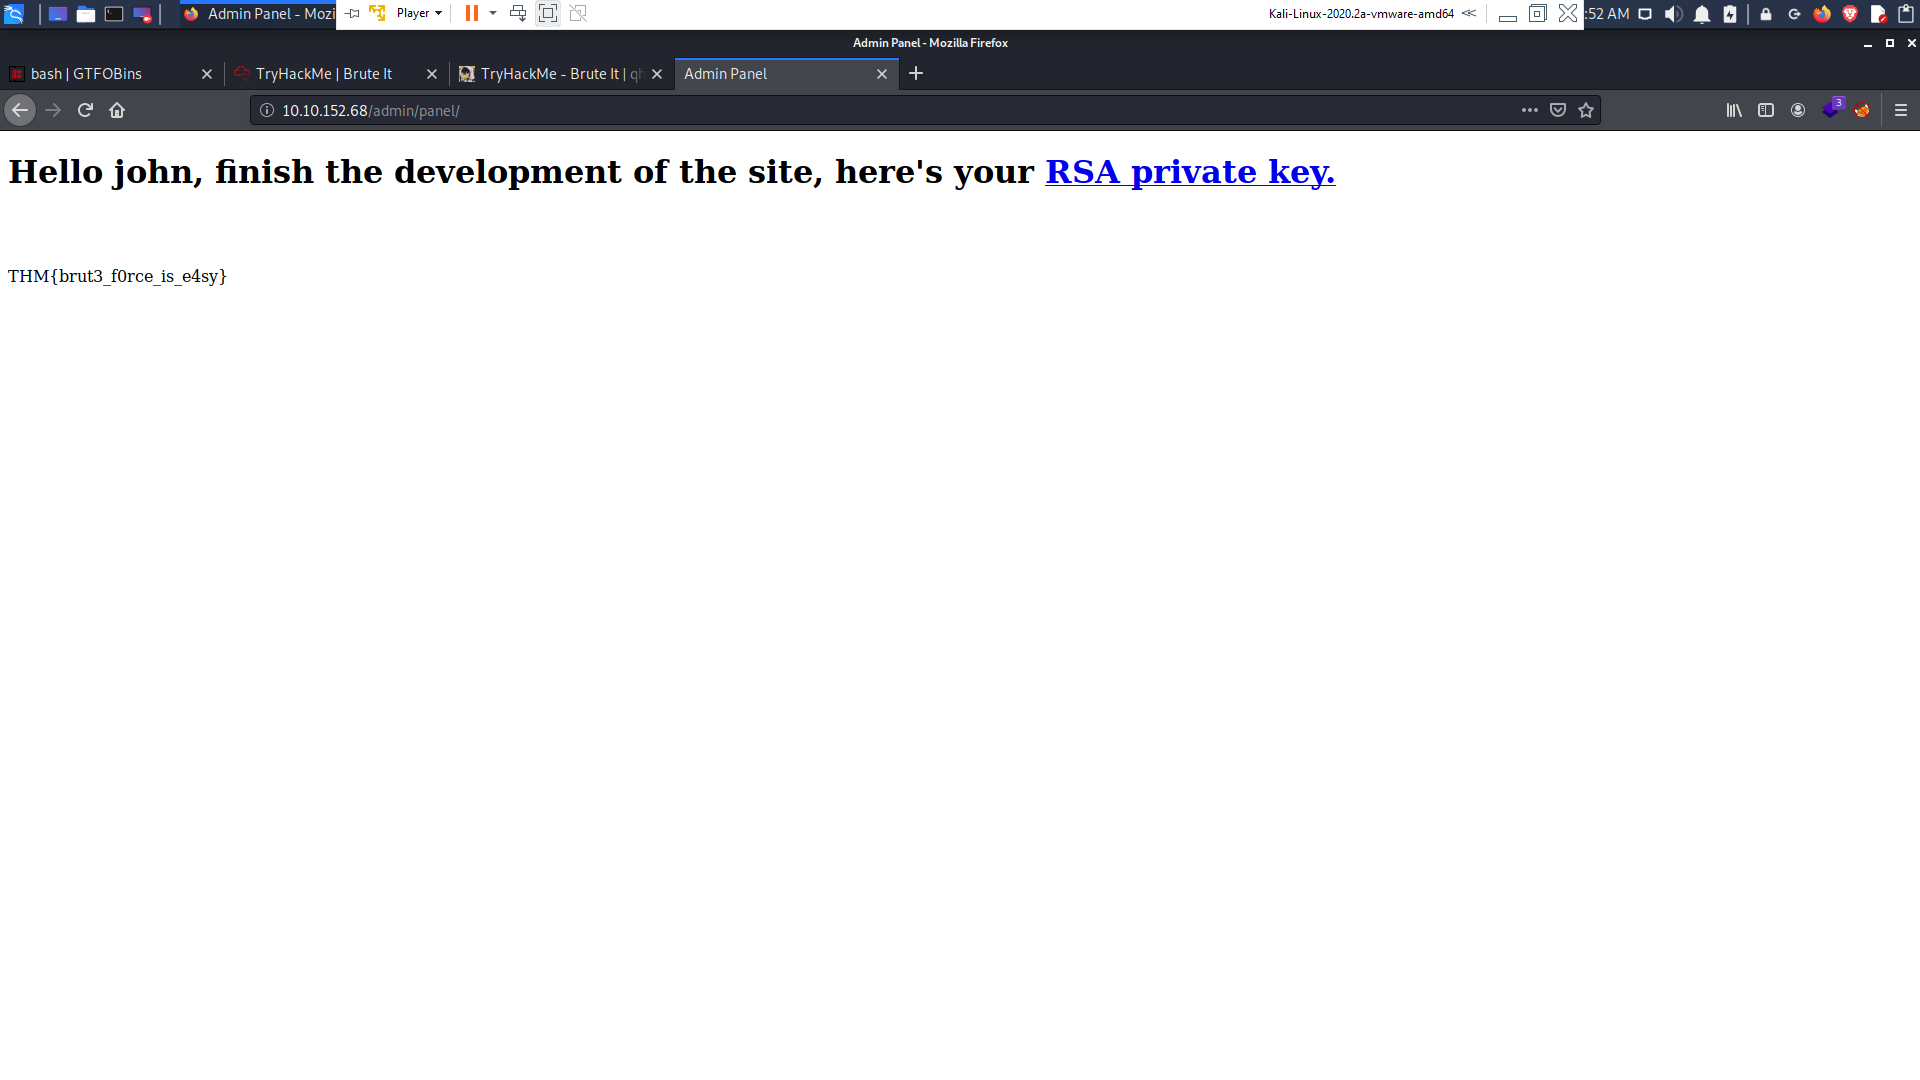 Admin Panel - Mozi
Player
Kali-Linux-2020.2a-vmware-amd64
:52 AM
Admin Panel - Mozilla Firefox
bash | GTFOBins
TryHackMe | Brute It
TryHackMe - Brute It | qh
Admin Panel
10.10.152.68/admin/panel/
3
Hello john, finish the development of the site, here's your RSA private key.
THM{brut3_f0rce_is_e4sy}